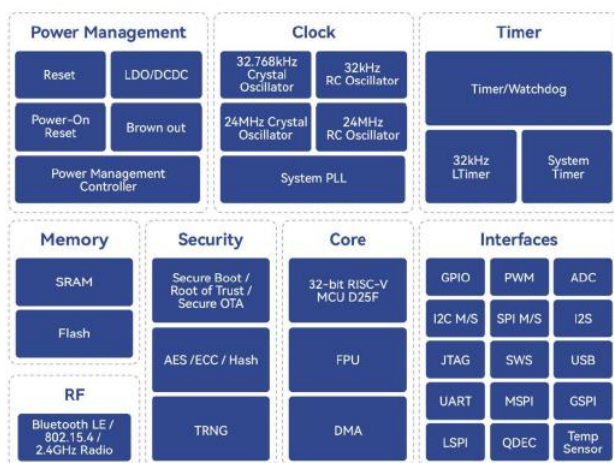 Power Management
Reset
LDO/DCDC
Power-On
Reset
Brown out
Power Management
Controller
Clock
32.768kHz
Crystal
Oscillator
32kHz
RC Oscillator
24MHz Crystal
Oscillator
24MHz
RC Oscillator
System PLL
Timer
Timer/Watchdog
32kHz
LTimer
System
Timer
Memory
SRAM
Flash
RF
Bluetooth LE /
802.15.4 /
2.4GHz Radio
Security
Secure Boot /
Root of Trust /
Secure OTA
AES /ECC / Hash
TRNG
Core
32-bit RISC-V
MCU D25F
FPU
DMA
Interfaces
GPIO
PWM
ADC
I2C M/S
SPI M/S
I2S
JTAG
SWS
USB
UART
MSPI
GSPI
LSPI
QDEC
Temp
Sensor